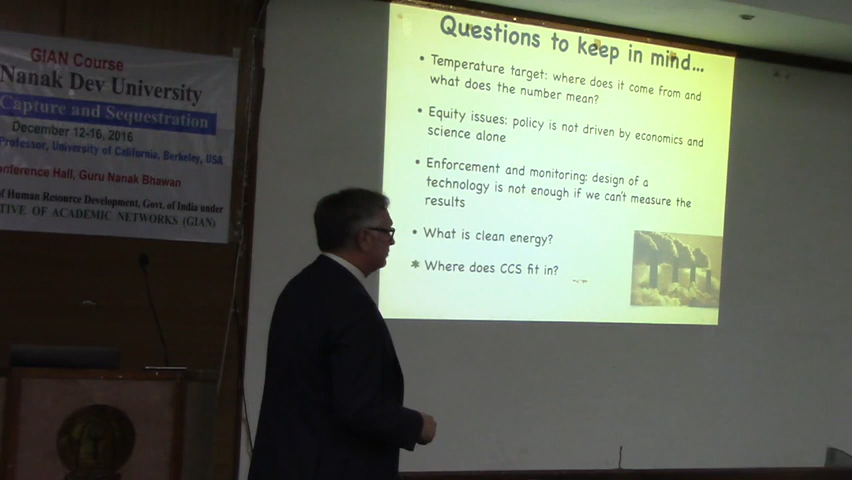 GIAN Course
Nanak Dev University
Capture and Sequestration
December 12-16, 2016
Professor, University of California, Berkeley, USA
onference Hall, Guru Nanak Bhawan
of Human Resource Development, Govt. of India under
TIVE OF ACADEMIC NETWORKS (GIAN)
Questions to keep in mind...
• Temperature target: where does it come from and
what does the number mean?
• Equity issues: policy is not driven by economics and
science alone
• Enforcement and monitoring: design of a
technology is not enough if we can't measure the
results
• What is clean energy?
* Where does CCS fit in?